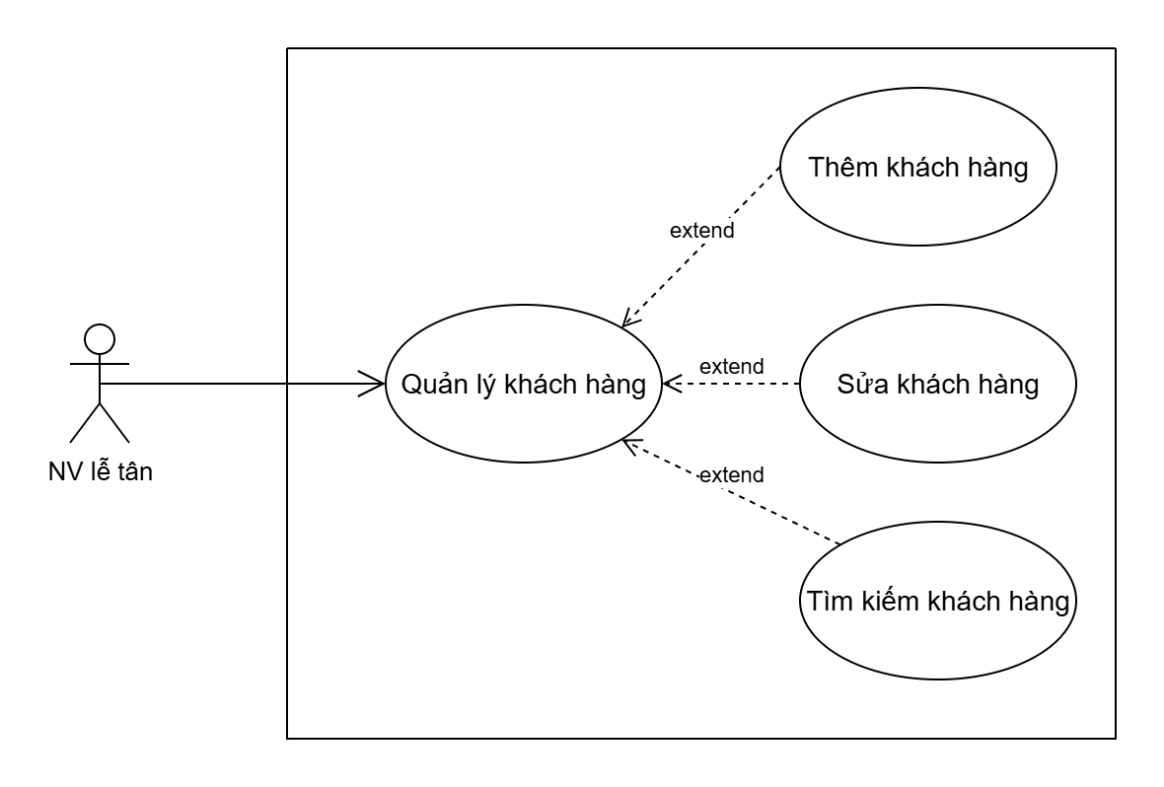 Thêm khách hàng
extend
Quản lý khách hàng
extend
Sửa khách hàng
NV lễ tân
extend
Tìm kiếm khách hàng